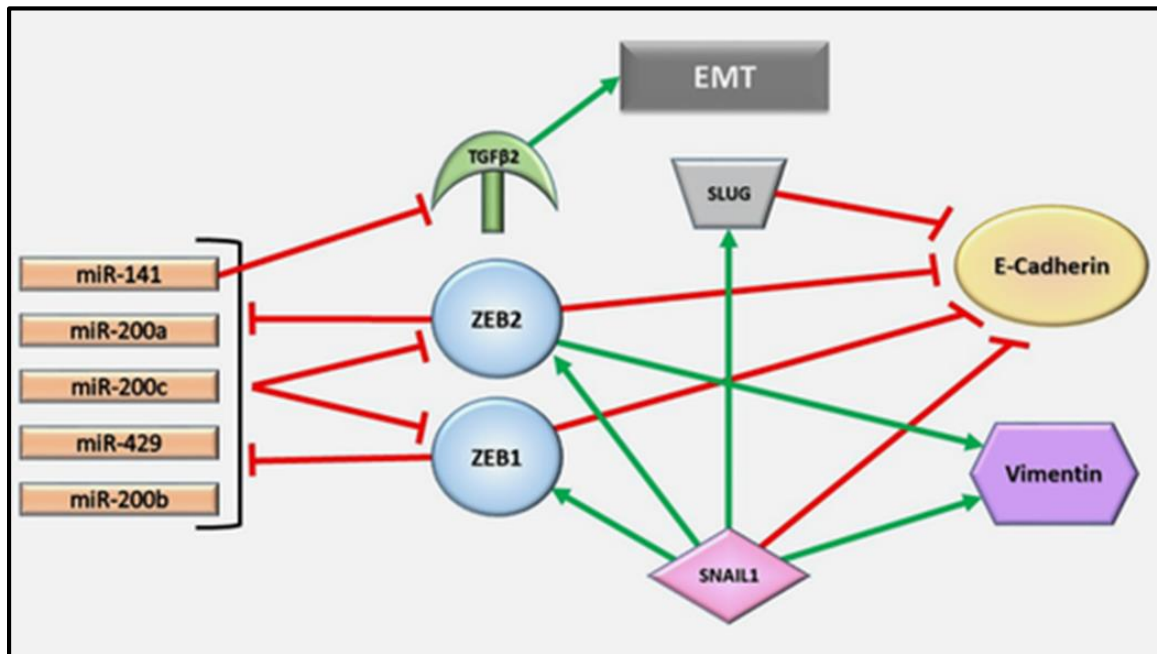 EMT
TGFβ2
SLUG
miR-141
E-Cadherin
miR-200a
ZEB2
miR-200c
miR-429
ZEB1
Vimentin
miR-200b
SNAIL1